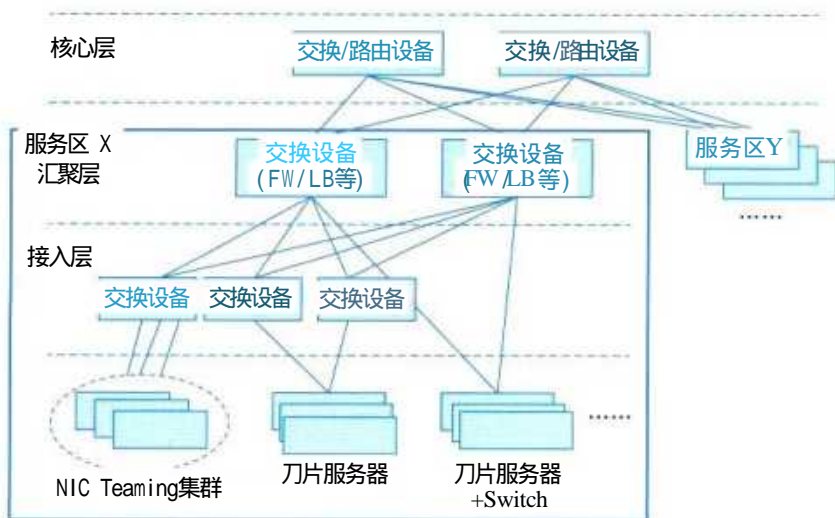 核心层
交换/路由设备
交换/路由设备
服务区 X
汇聚层
交换设备
(FW/LB等)
交换设备
(FW/LB等)
服务区Y
……
接入层
交换设备
交换设备
交换设备
……
NIC Teaming集群
刀片服务器
刀片服务器
+Switch